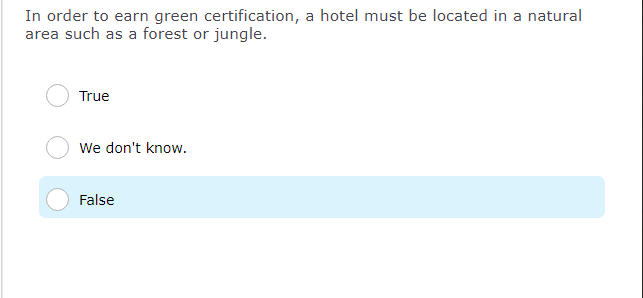 In order to earn green certification, a hotel must be located in a natural
area such as a forest or jungle.
True
We don't know.
False